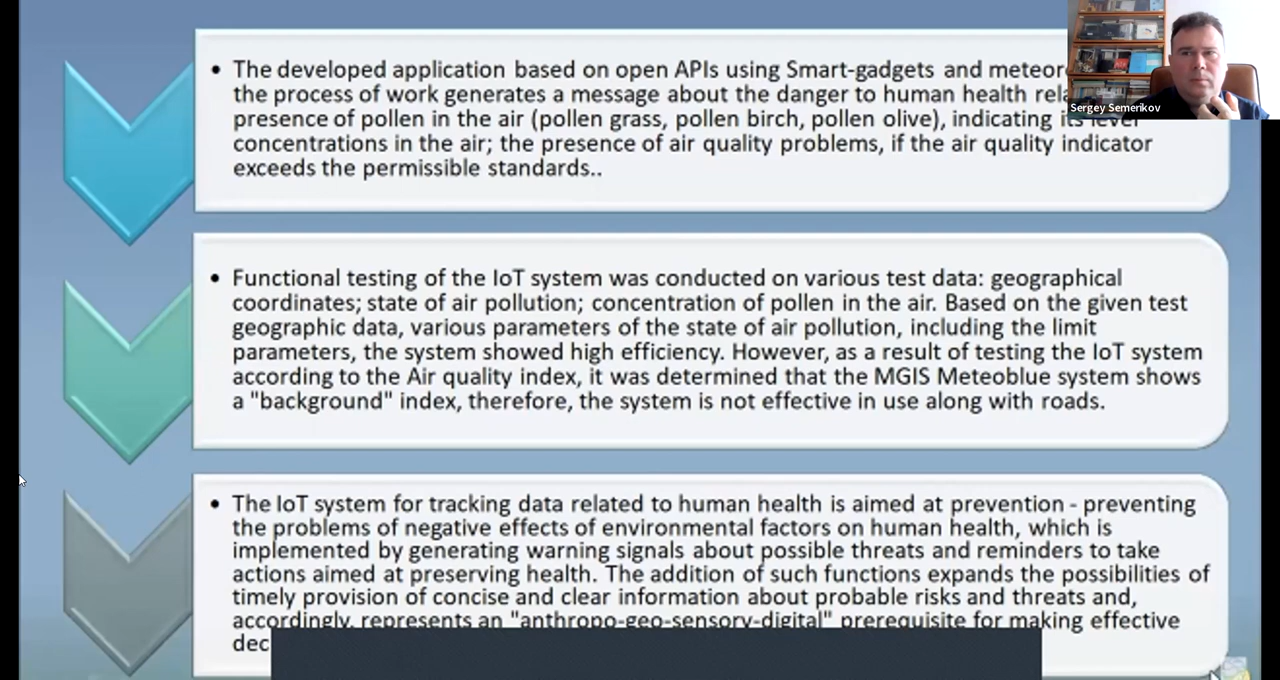 • The developed application based on open APIs using Smart-gadgets and
the process of work generates a message about the danger to human health
presence of pollen in the air (pollen grass, pollen birch, pollen olive), indicating its level
concentrations in the air; the presence of air quality problems, if the air quality indicator
exceeds the permissible standards..
Sergey Semerikov
• Functional testing of the IoT system was conducted on various test data: geographical
coordinates; state of air pollution; concentration of pollen in the air. Based on the given test
geographic data, various parameters of the state of air pollution, including the limit
parameters, the system showed high efficiency. However, as a result of testing the IoT system
according to the Air quality index, it was determined that the MGIS Meteoblue system shows
a "background" index, therefore, the system is not effective in use along with roads.
• The IoT system for tracking data related to human health is aimed at prevention - preventing
the problems of negative effects of environmental factors on human health, which is
implemented by generating warning signals about possible threats and reminders to take
actions aimed at preserving health. The addition of such functions expands the possibilities of
timely provision of concise and clear information about probable risks and threats and,
accordingly, represents an "anthropo-geo-sensory-digital" prerequisite for making effective